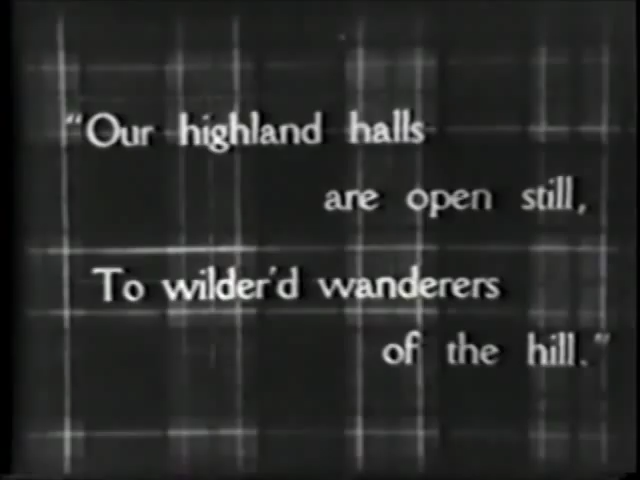 “Our highland halls
are open still,
To wilder'd wanderers
of the hill.”